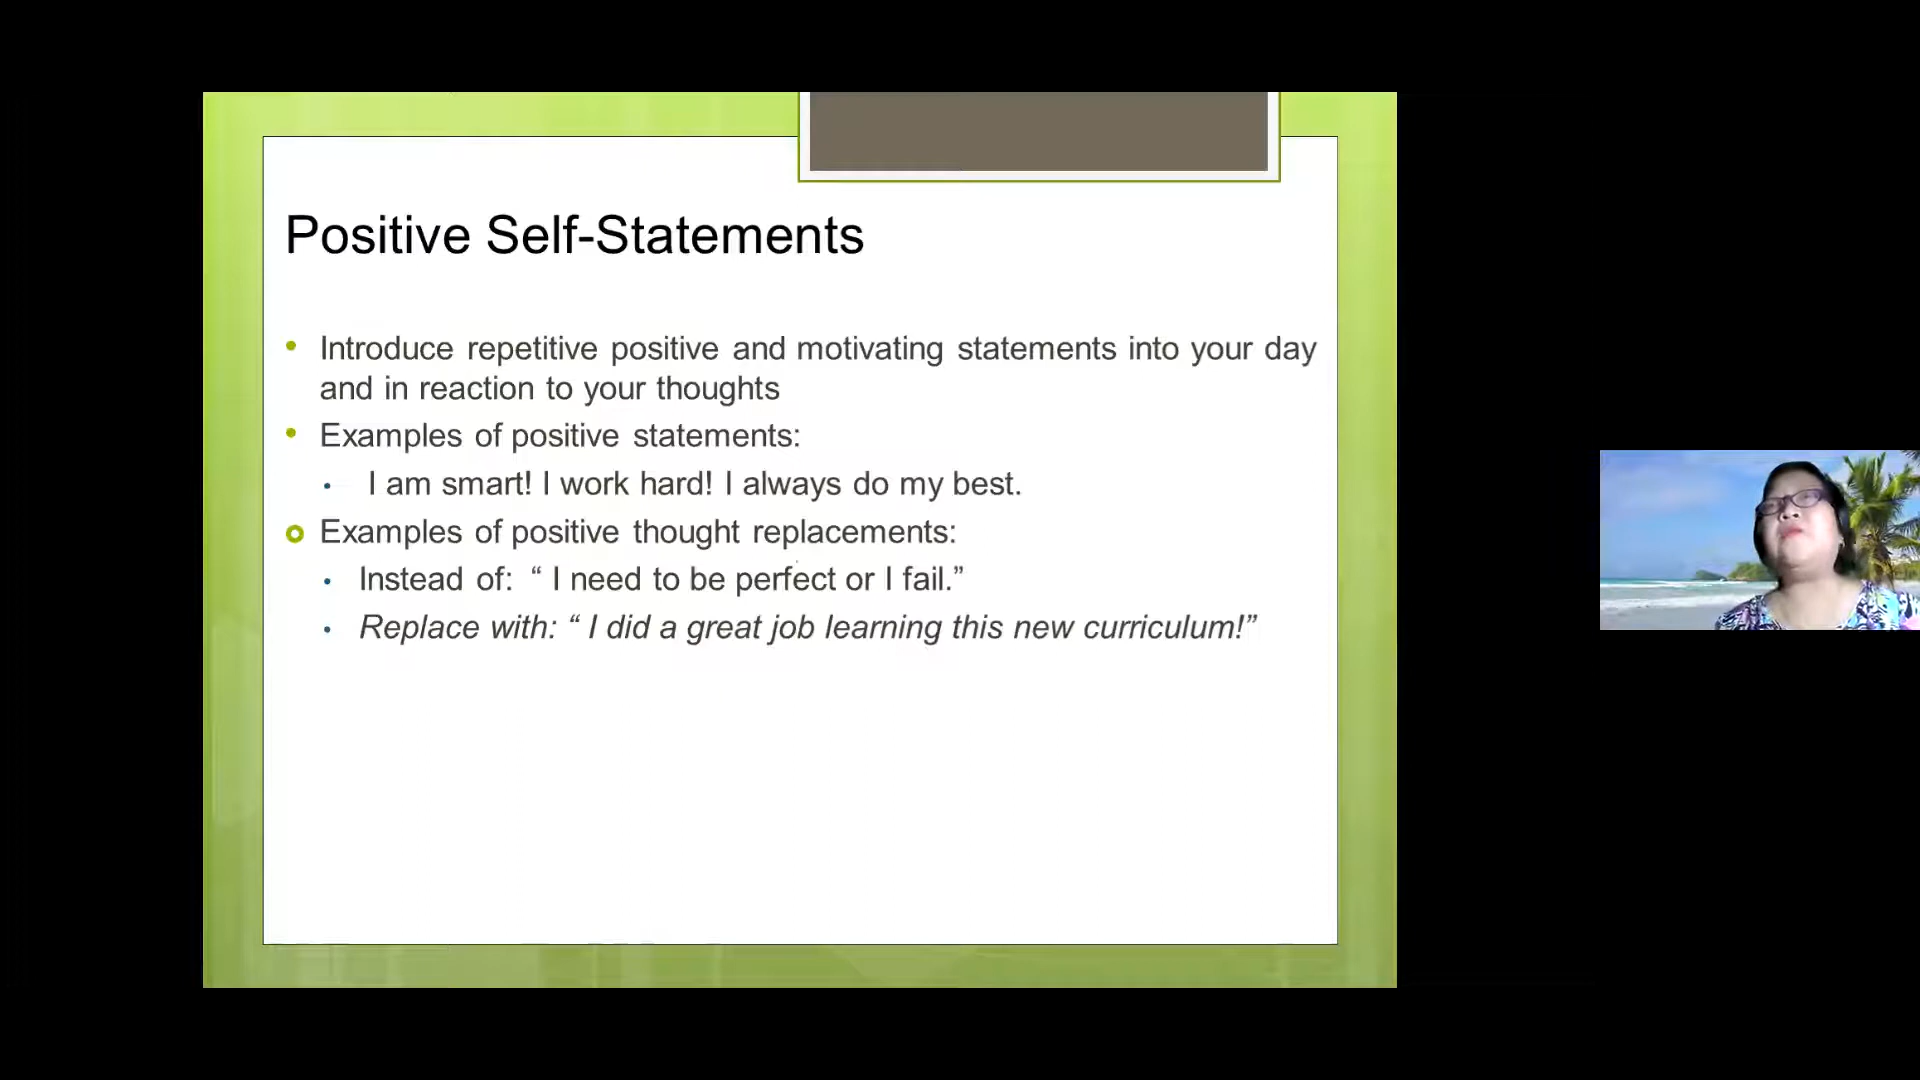 Positive Self-Statements
• Introduce repetitive positive and motivating statements into your day
and in reaction to your thoughts
• Examples of positive statements:
• I am smart! I work hard! I always do my best.
Examples of positive thought replacements:
• Instead of: “ I need to be perfect or I fail.”
• Replace with: “ I did a great job learning this new curriculum!”